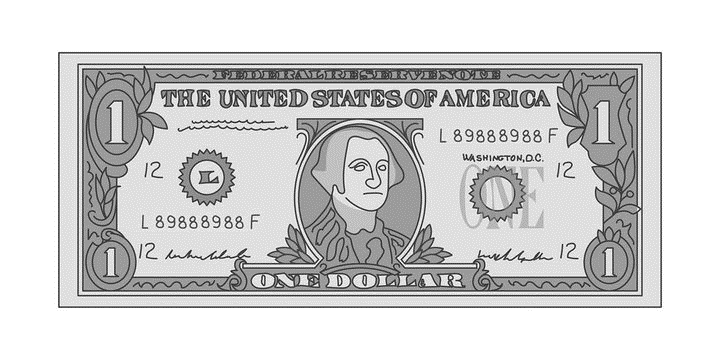 FEDERAL RESERVE NOTE
THE UNITED STATES OF AMERICA
1
1
L 89888988 F
WASHINGTON, D.C.
12
12
L
ONE
L 89888988 F
12
12
1
1
ONE DOLLAR